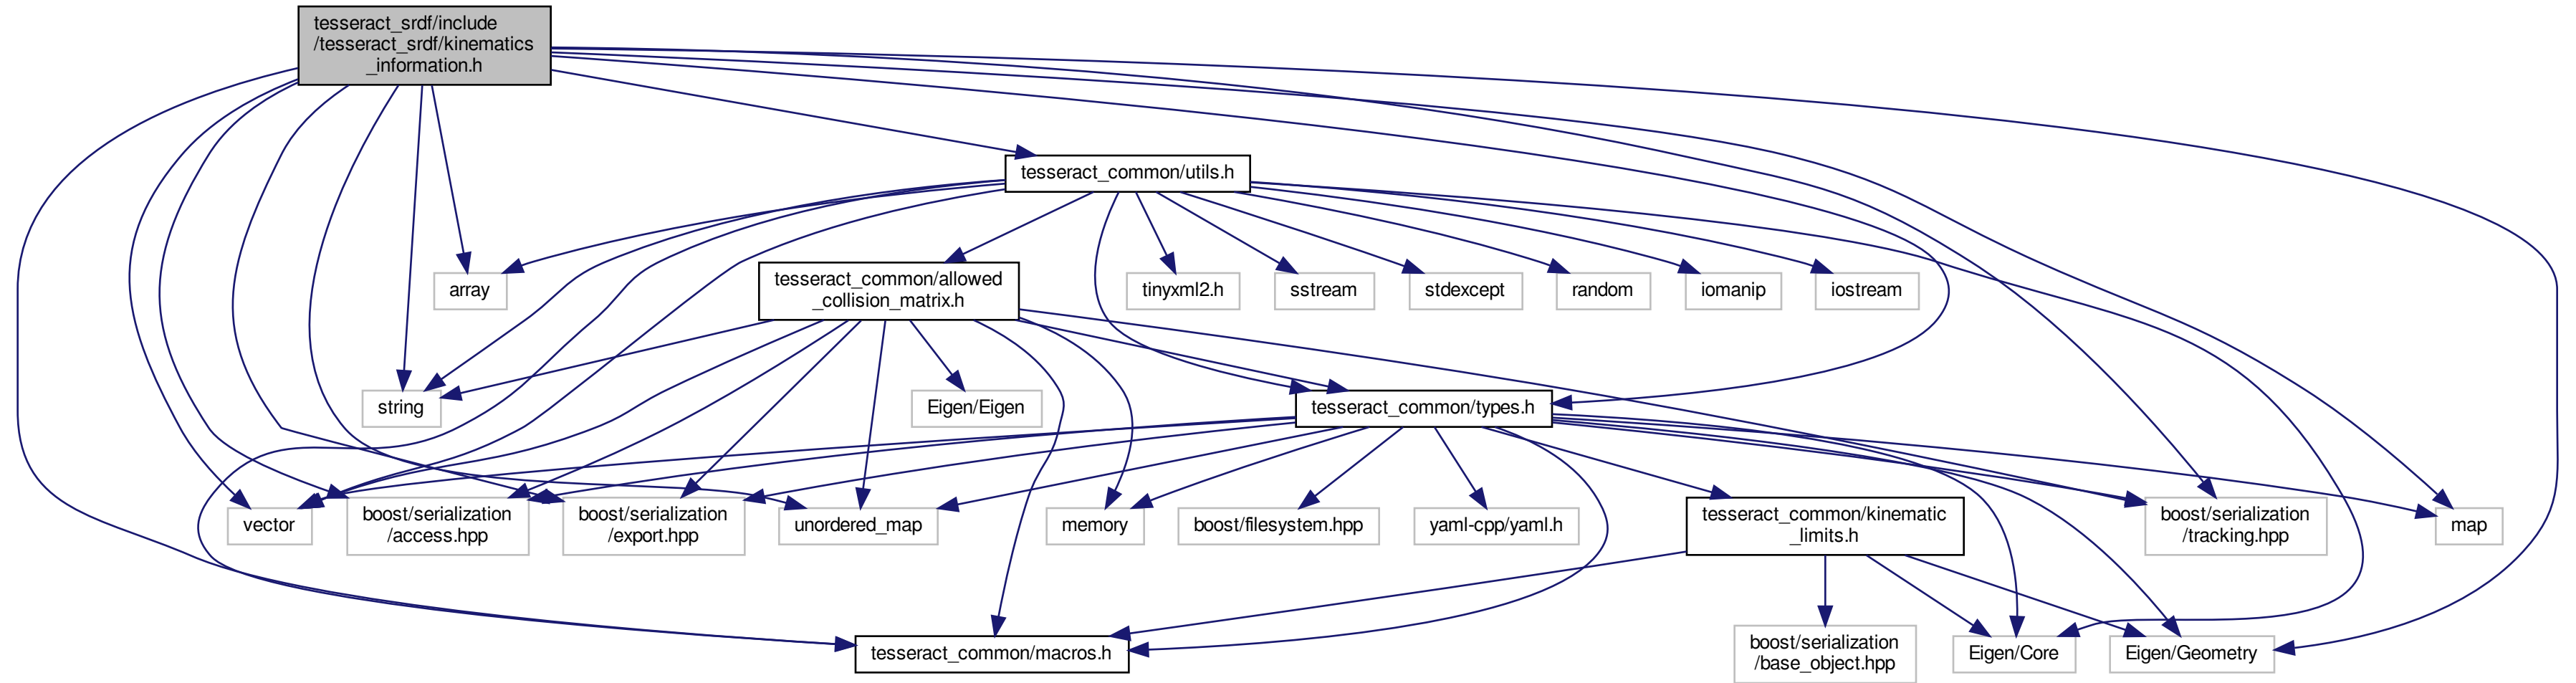 tesseract_srdf/include
/tesseract_srdf/kinematics
_information.h
tesseract_common/utils.h
array
tesseract_common/allowed
_collision_matrix.h
tinyxml2.h
sstream
stdexcept
random
iomanip
iostream
string
Eigen/Eigen
tesseract_common/types.h
vector
boost/serialization
/access.hpp
boost/serialization
/export.hpp
unordered_map
memory
boost/filesystem.hpp
yaml-cpp/yaml.h
tesseract_common/kinematic
_limits.h
boost/serialization
/tracking.hpp
map
tesseract_common/macros.h
boost/serialization
/base_object.hpp
Eigen/Core
Eigen/Geometry